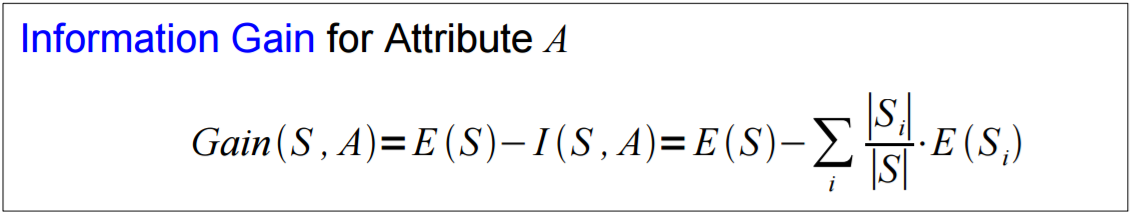 Information Gain for Attribute A
Gain(S , A)=E(S)−I(S , A)=E(S)−∑_i |S_i|/|S| · E(S_i)